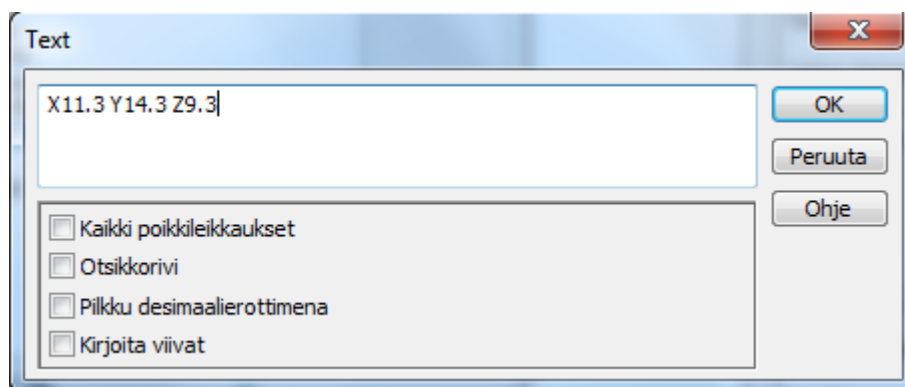 Text
X11.3 Y14.3 Z9.3
OK
Peruuta
Ohje
Kaikki poikkileikkaukset
Otsikkorivi
Pilkku desimaalierottimena
Kirjoita viivat